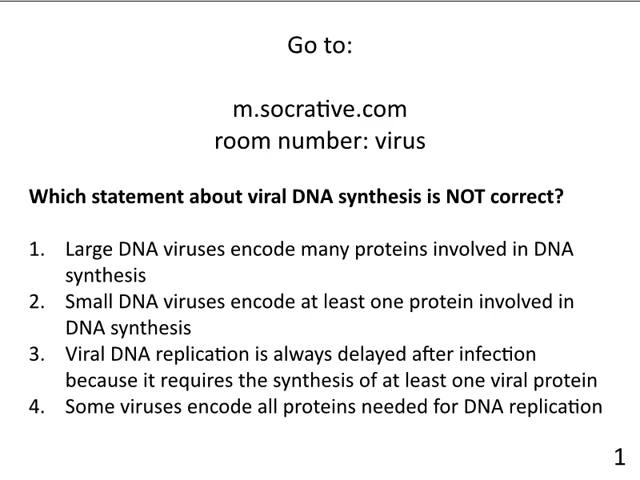 Go to:
m.socrative.com
room number: virus
Which statement about viral DNA synthesis is NOT correct?
1. Large DNA viruses encode many proteins involved in DNA
synthesis
2. Small DNA viruses encode at least one protein involved in
DNA synthesis
3. Viral DNA replication is always delayed after infection
because it requires the synthesis of at least one viral protein
4. Some viruses encode all proteins needed for DNA replication
1